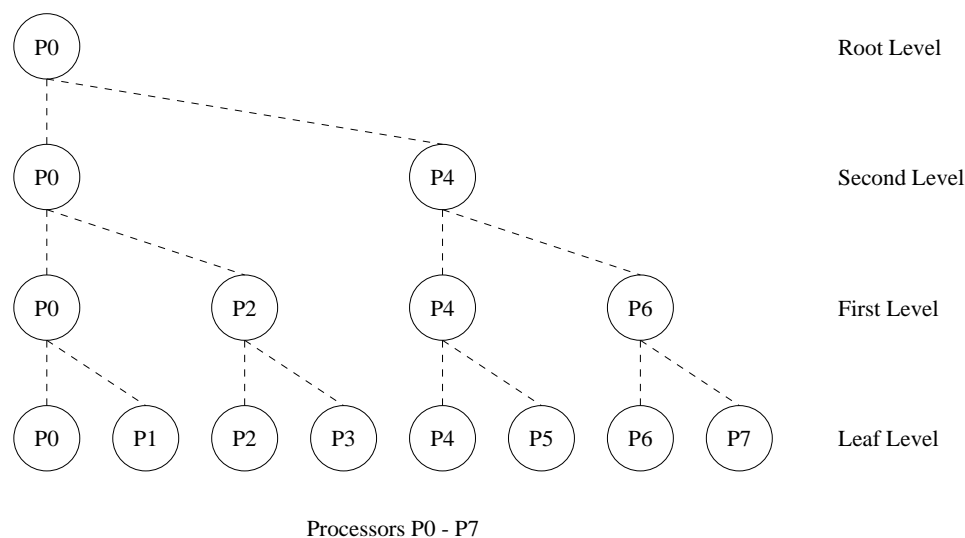 P0 Root Level
P0 P4 Second Level
P0 P2 P4 P6 First Level
P0 P1 P2 P3 P4 P5 P6 P7 Leaf Level
Processors P0 - P7